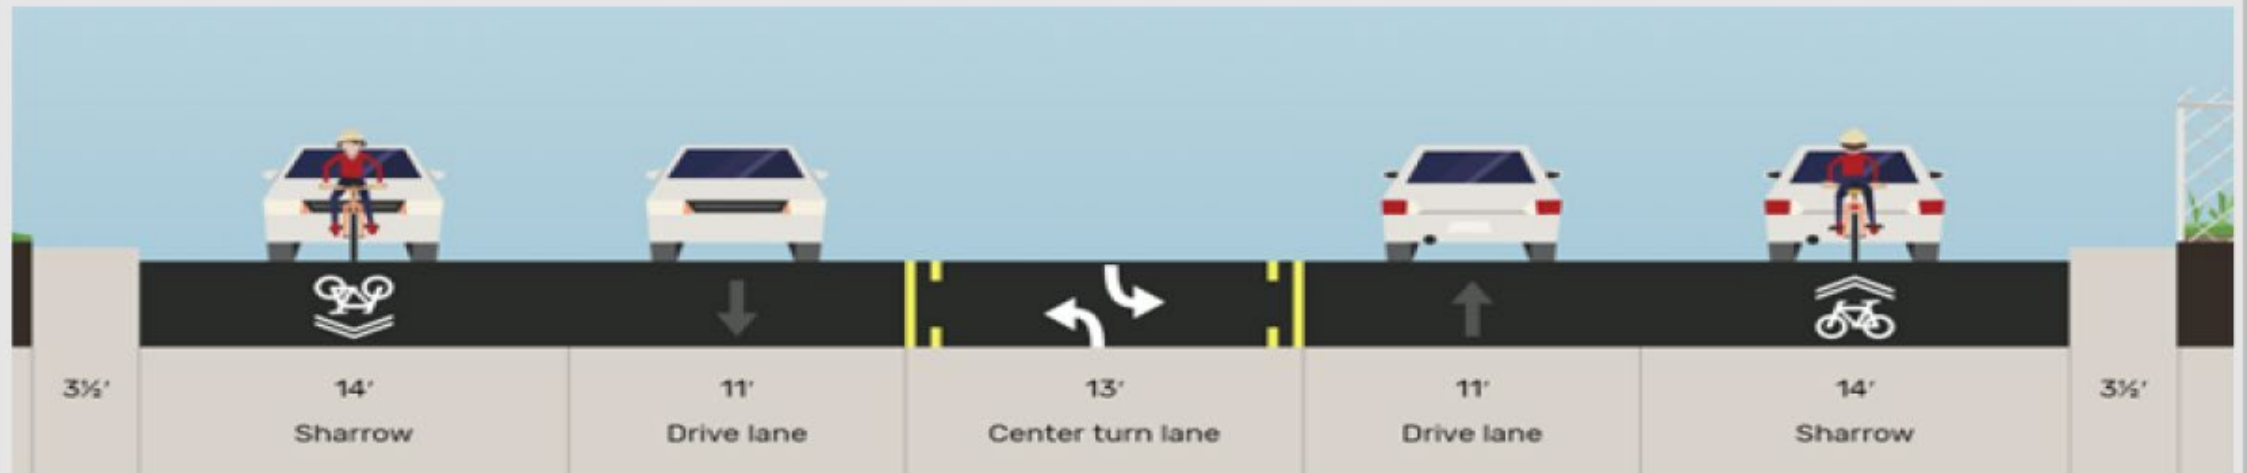 3½' 14' 11' 13' 11' 14' 3½'
Sharrow Drive lane Center turn lane Drive lane Sharrow